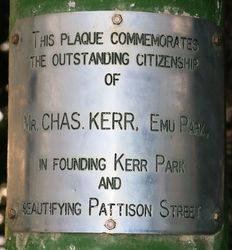 THIS PLAQUE COMMEMORATES
THE OUTSTANDING CITIZENSHIP
OF
MR. CHAS. KERR, EMU PARK,
IN FOUNDING KERR PARK
AND
BEAUTIFYING PATTISON STREET